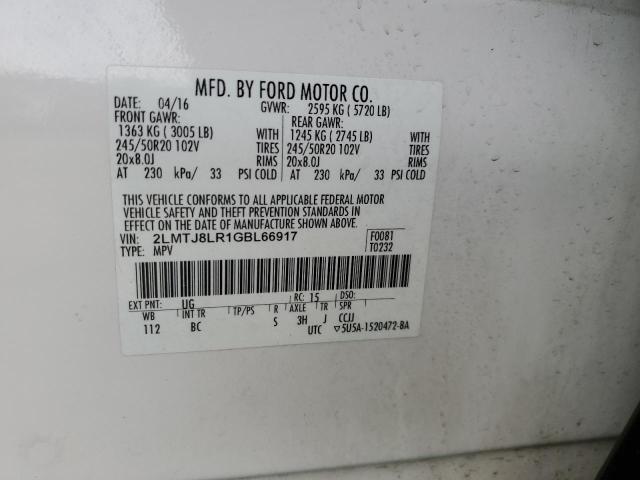 MFD. BY FORD MOTOR CO.
DATE: 04/16 GVWR: 2595 KG ( 5720 LB)
FRONT GAWR: REAR GAWR:
1363 KG ( 3005 LB) WITH 1245 KG ( 2745 LB) WITH
245/50R20 102V TIRES 245/50R20 102V TIRES
20x8.0J RIMS 20x8.0J RIMS
AT 230 kPa/ 33 PSI COLD AT 230 kPa/ 33 PSI COLD
THIS VEHICLE CONFORMS TO ALL APPLICABLE FEDERAL MOTOR
VEHICLE SAFETY AND THEFT PREVENTION STANDARDS IN
EFFECT ON THE DATE OF MANUFACTURE SHOWN ABOVE.
VIN: 2LMTJ8LR1GBL66917 F0081
TYPE: MPV T0232
EXT PNT: UG RC: 15 DSO:
WB INT TR TP/PS R AXLE TR SPR
112 BC S 3H J CCJJ
UTC ▽5U5A-1520472-BA